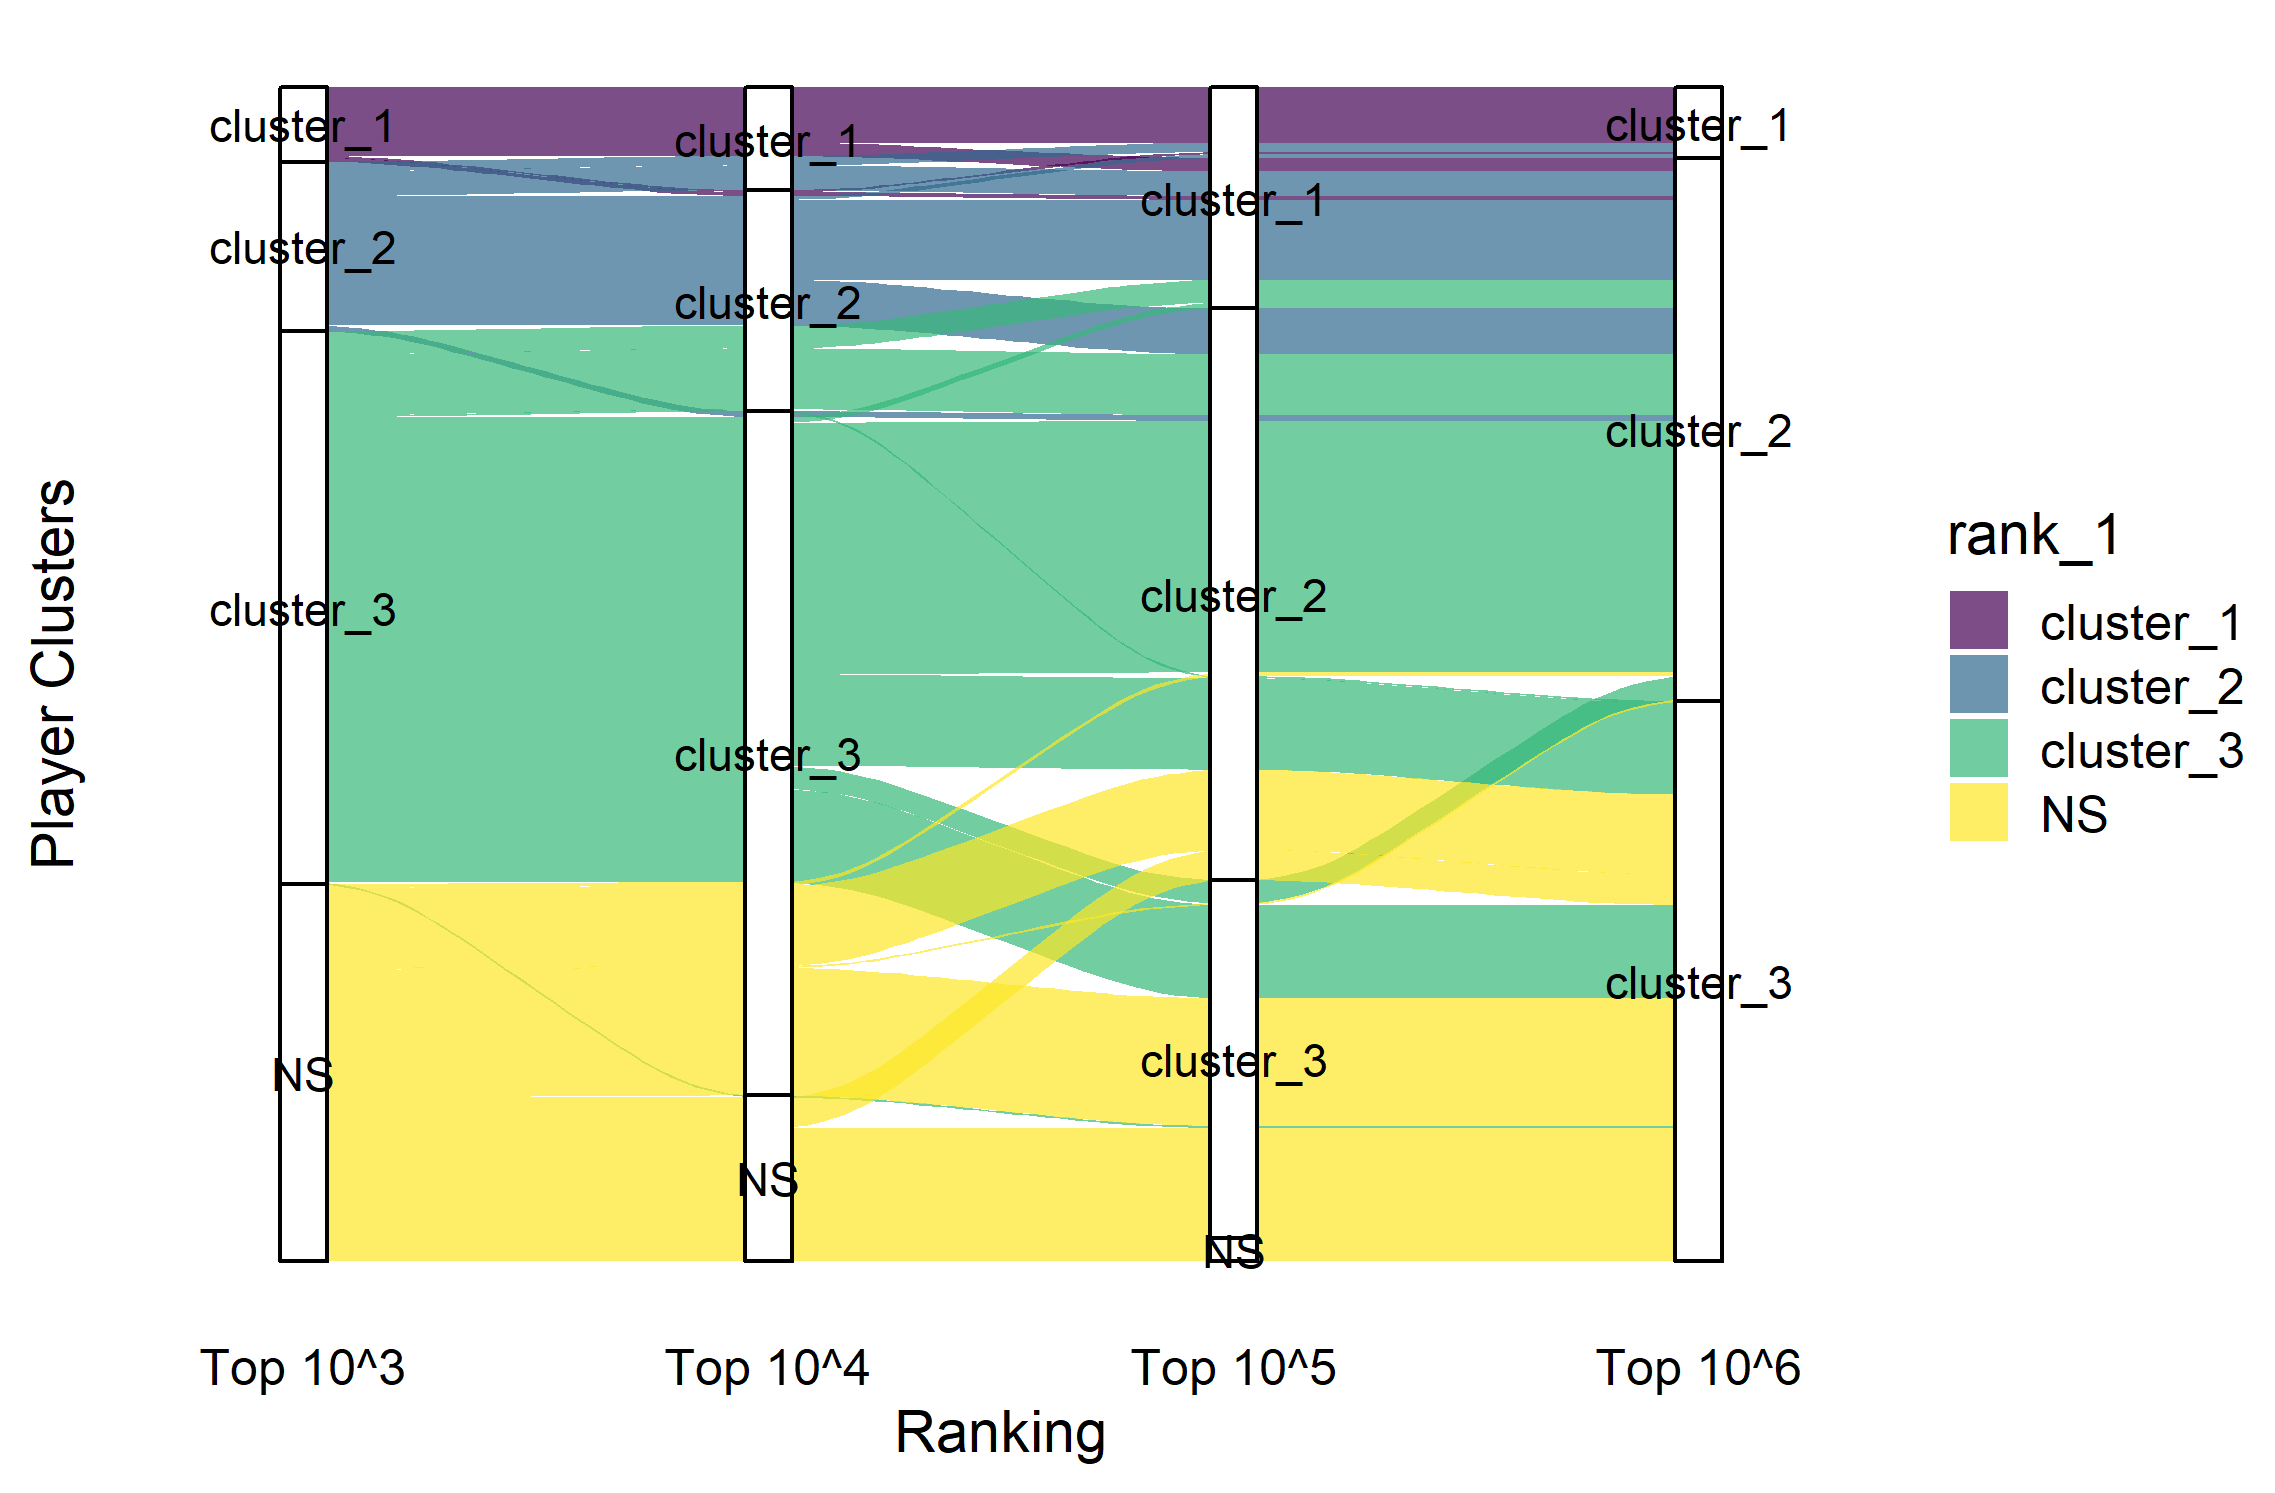 Player Clusters
cluster_1
cluster_2
cluster_3
NS
cluster_1
cluster_2
cluster_3
NS
cluster_1
cluster_2
cluster_3
NS
cluster_1
cluster_2
cluster_3
Top 10^3
Top 10^4
Top 10^5
Top 10^6
Ranking
rank_1
cluster_1
cluster_2
cluster_3
NS